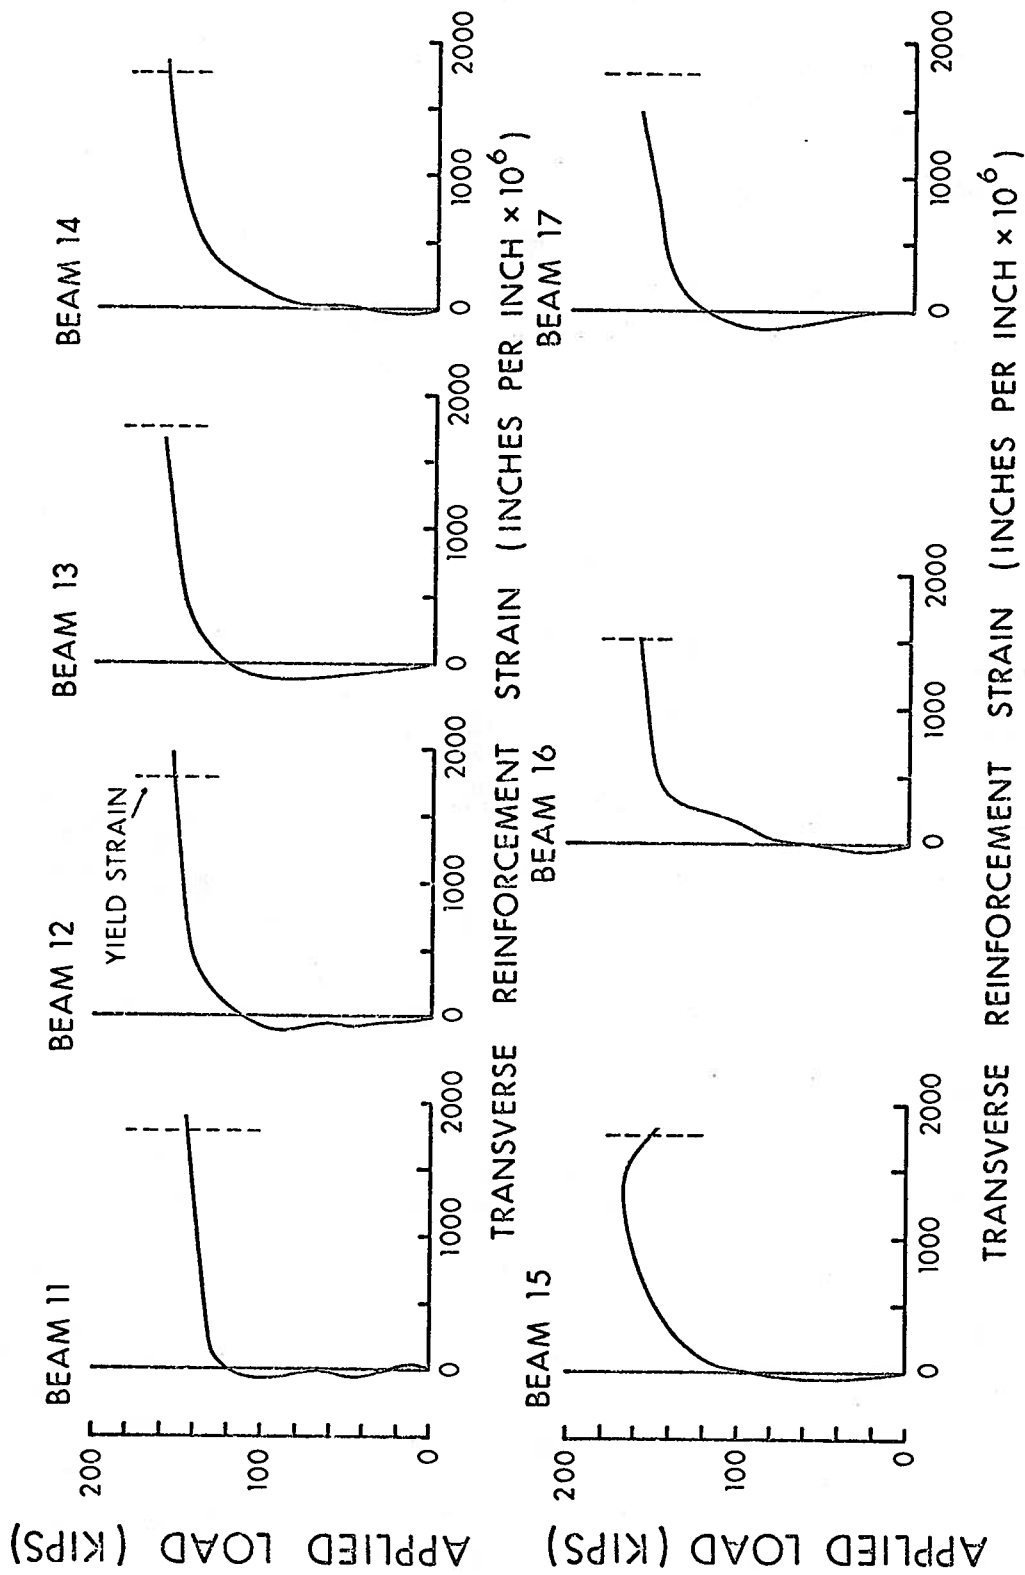 APPLIED LOAD (KIPS)
200
100
0
BEAM 11
0
1000
2000
BEAM 12
YIELD STRAIN
0
1000
2000
BEAM 13
0
1000
2000
BEAM 14
0
1000
2000
TRANSVERSE REINFORCEMENT STRAIN (INCHES PER INCH × 10⁶)
APPLIED LOAD (KIPS)
200
100
0
BEAM 15
0
1000
2000
BEAM 16
0
1000
2000
BEAM 17
0
1000
2000
TRANSVERSE REINFORCEMENT STRAIN (INCHES PER INCH × 10⁶)